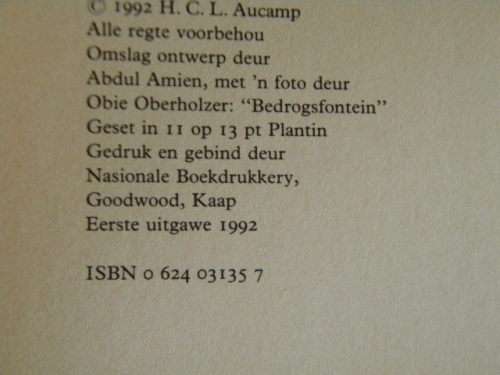 © 1992 H. C. L. Aucamp
Alle regte voorbehou
Omslag ontwerp deur
Abdul Amien, met 'n foto deur
Obie Oberholzer: “Bedrogsfontein”
Geset in 11 op 13 pt Plantin
Gedruk en gebind deur
Nasionale Boekdrukkery,
Goodwood, Kaap
Eerste uitgawe 1992
ISBN 0 624 03135 7